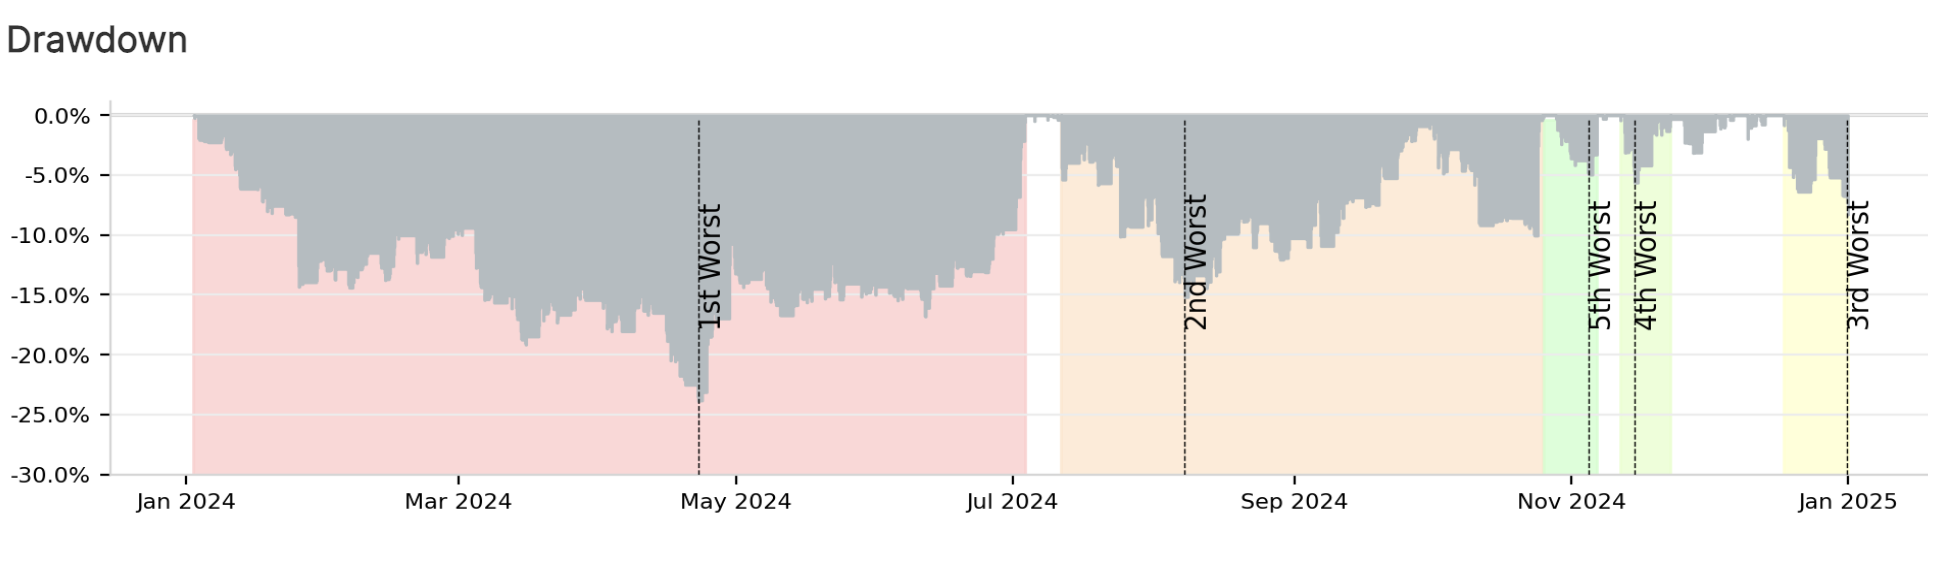 Drawdown
0.0%
-5.0%
-10.0%
-15.0%
-20.0%
-25.0%
-30.0%
1st Worst
2nd Worst
5th Worst
4th Worst
3rd Worst
Jan 2024
Mar 2024
May 2024
Jul 2024
Sep 2024
Nov 2024
Jan 2025